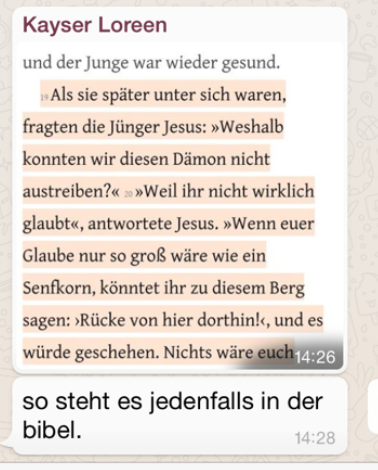 Kayser Loreen
und der Junge war wieder gesund.
19 Als sie später unter sich waren,
fragten die Jünger Jesus: »Weshalb
konnten wir diesen Dämon nicht
austreiben?« 20 »Weil ihr nicht wirklich
glaubt«, antwortete Jesus. »Wenn euer
Glaube nur so groß wäre wie ein
Senfkorn, könntet ihr zu diesem Berg
sagen: ›Rücke von hier dorthin!‹, und es
würde geschehen. Nichts wäre euch
14:26
so steht es jedenfalls in der
bibel.
14:28